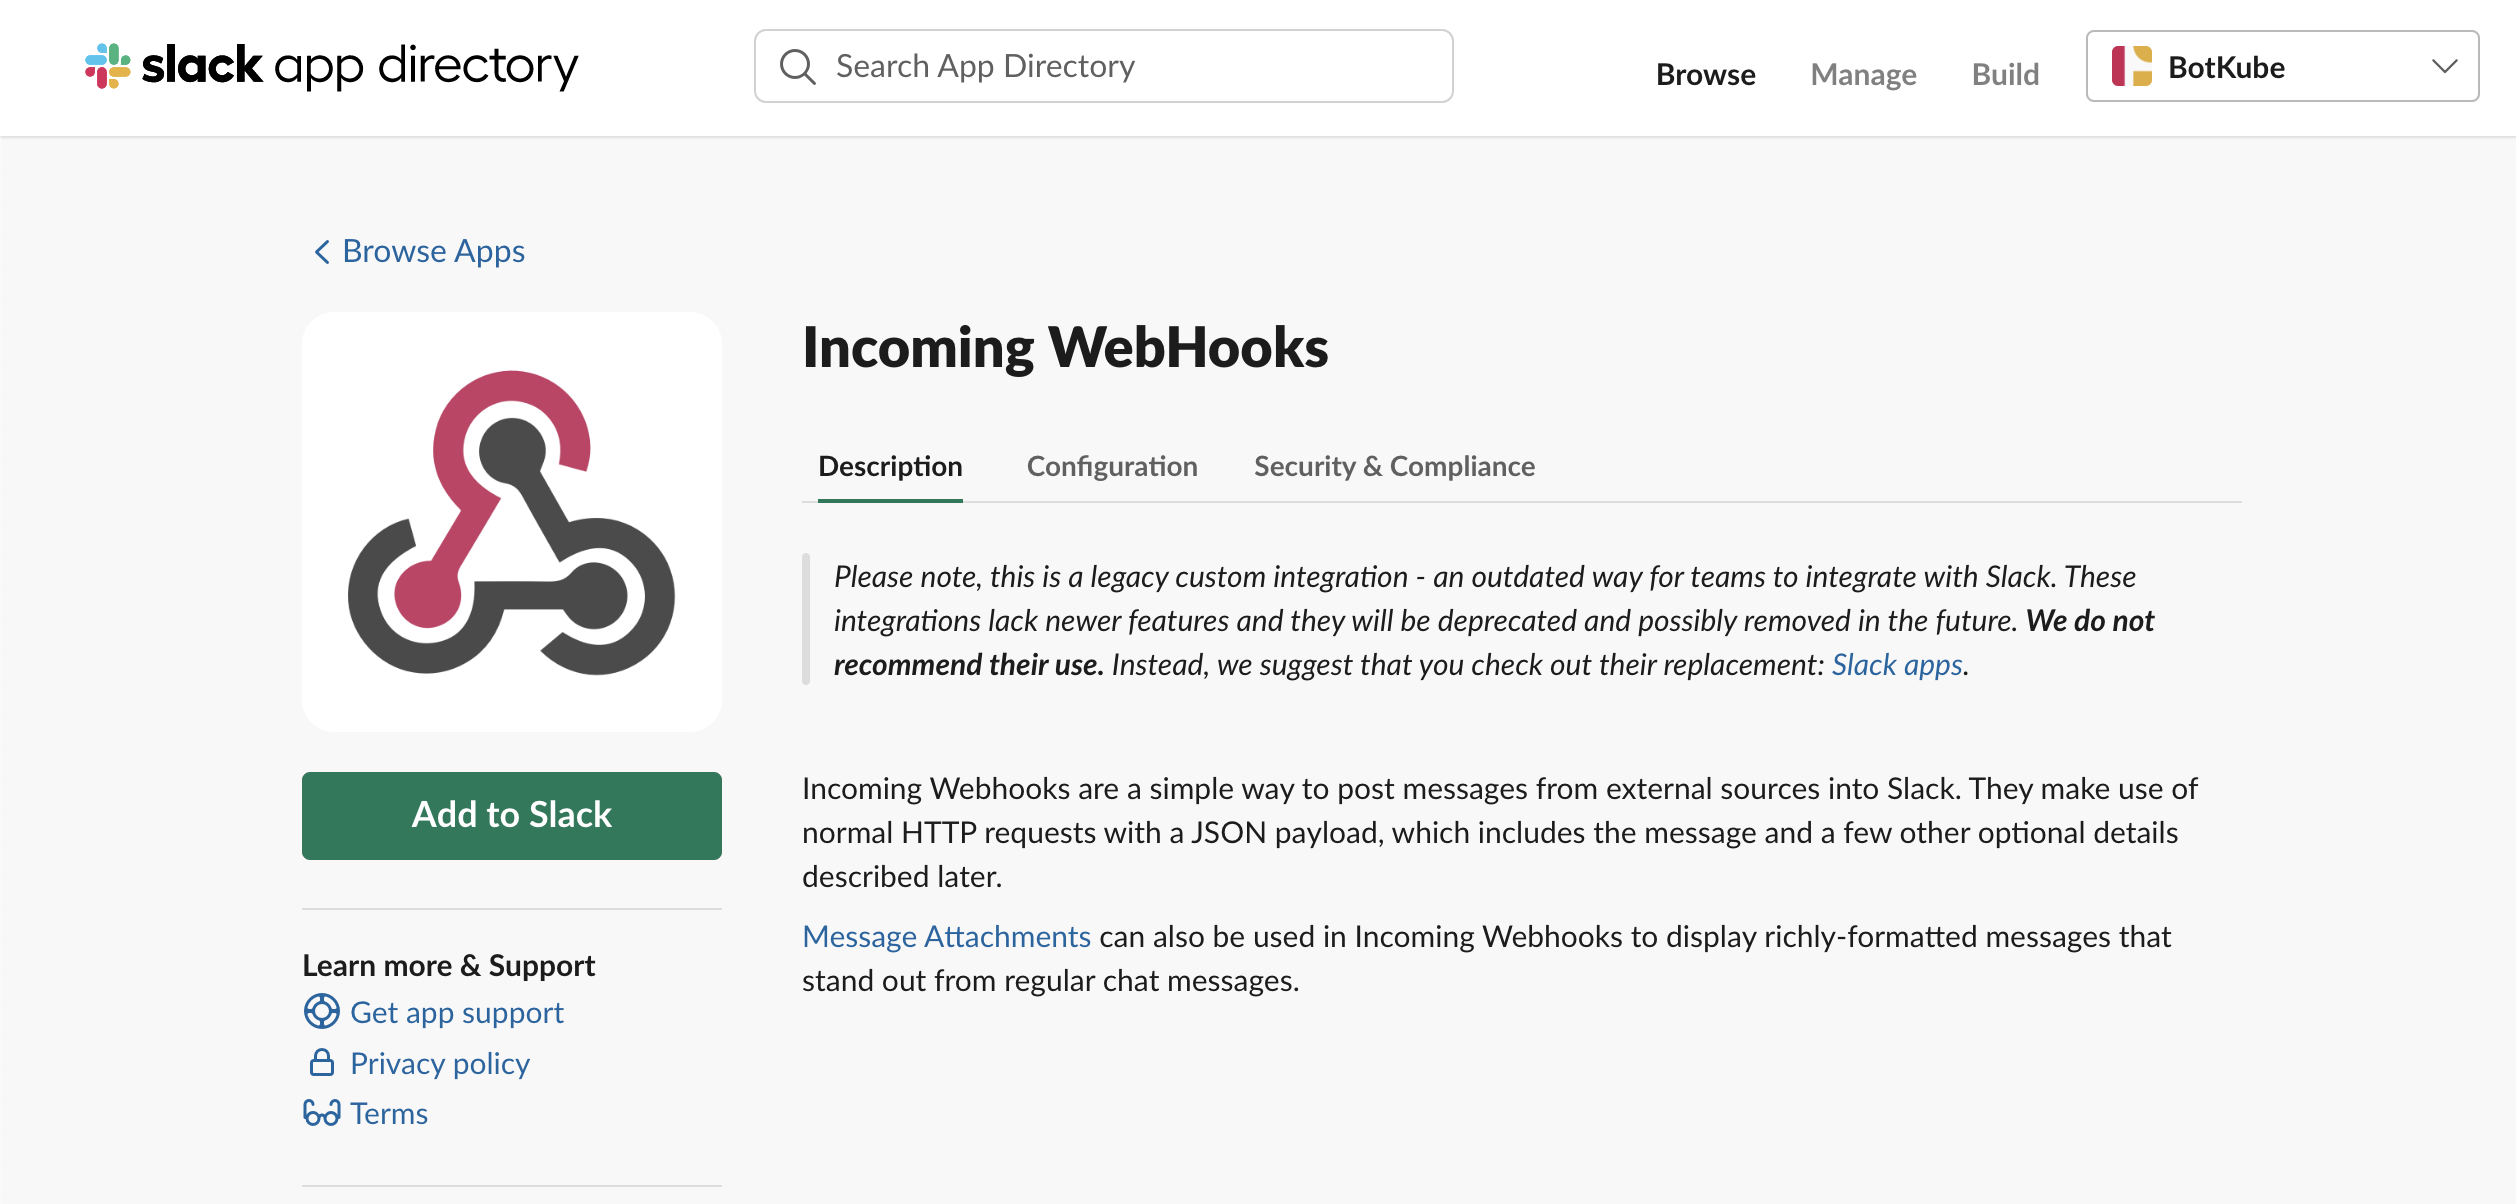 slack app directory
Search App Directory
Browse
Manage
Build
BotKube
Browse Apps
Incoming WebHooks
Description
Configuration
Security & Compliance
Please note, this is a legacy custom integration - an outdated way for teams to integrate with Slack. These
integrations lack newer features and they will be deprecated and possibly removed in the future. We do not
recommend their use. Instead, we suggest that you check out their replacement: Slack apps.
Add to Slack
Incoming Webhooks are a simple way to post messages from external sources into Slack. They make use of
normal HTTP requests with a JSON payload, which includes the message and a few other optional details
described later.
Message Attachments can also be used in Incoming Webhooks to display richly-formatted messages that
stand out from regular chat messages.
Learn more & Support
Get app support
Privacy policy
Terms